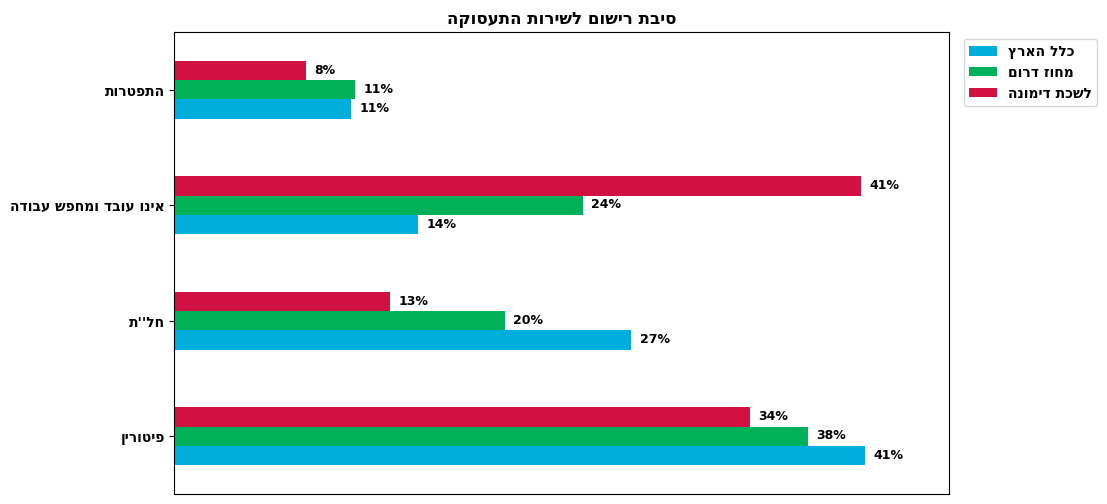 סיבת רישום לשירות התעסוקה
כלל הארץ
מחוז דרום
לשכת דימונה
התפטרות
8%
11%
11%
אינו עובד ומחפש עבודה
41%
24%
14%
חל''ת
13%
20%
27%
פיטורין
34%
38%
41%